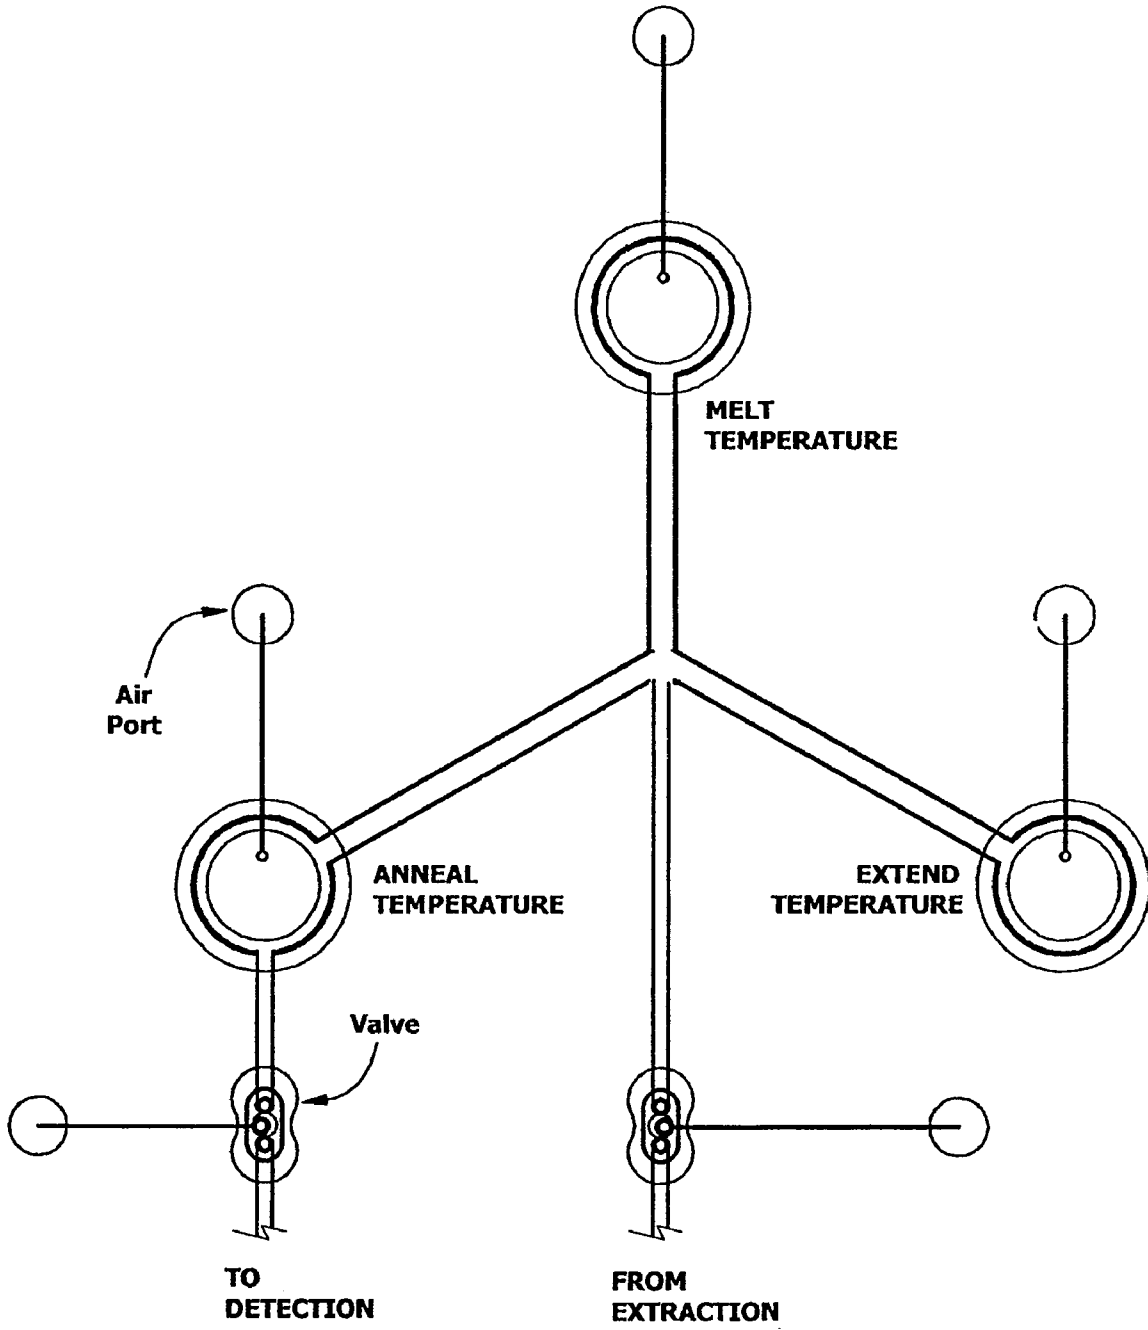 MELT
TEMPERATURE
Air
Port
ANNEAL
TEMPERATURE
EXTEND
TEMPERATURE
Valve
TO
DETECTION
FROM
EXTRACTION